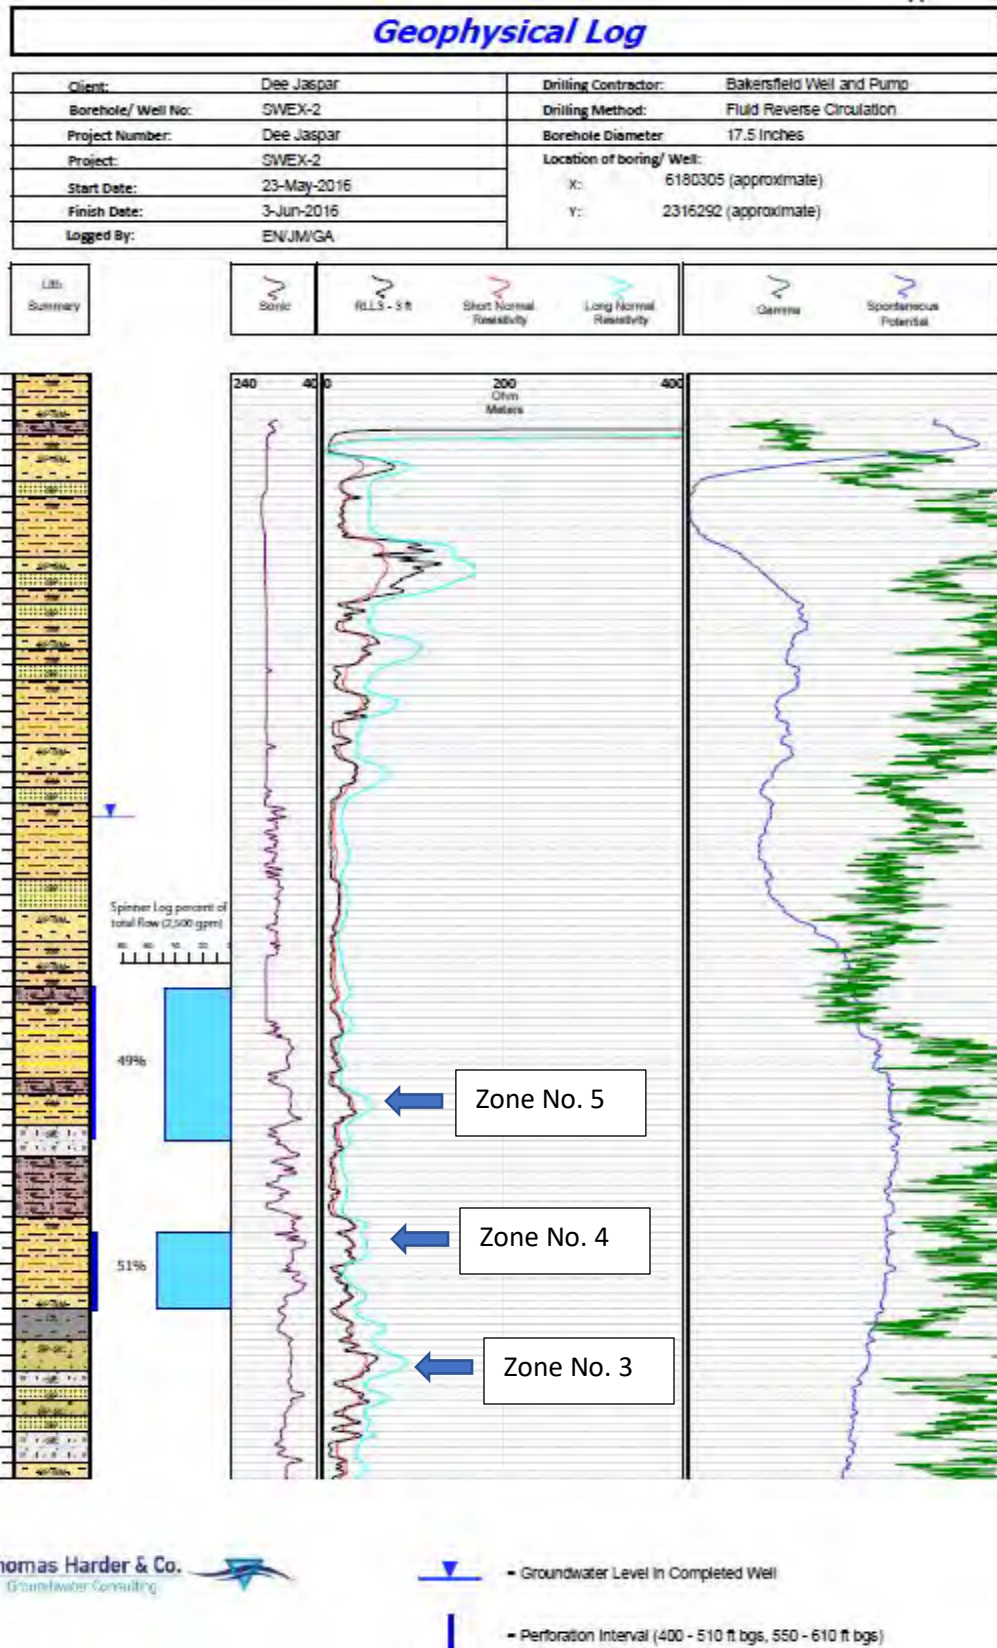 Geophysical Log
Client: Dee Jaspar
Drilling Contractor: Bakersfield Well and Pump
Borehole/ Well No: SWEX-2
Drilling Method: Fluid Reverse Circulation
Project Number: Dee Jaspar
Borehole Diameter 17.5 Inches
Project: SWEX-2
Location of boring/ Well:
Start Date: 23-May-2016
X: 6180305 (approximate)
Finish Date: 3-Jun-2016
Y: 2316292 (approximate)
Logged By: EN/JM/GA
Lith
Summary
Sonic
RLL3 - 3 ft
Short Normal
Resistivity
Long Normal
Resistivity
Gamma
Spontaneous
Potential
240 40 0 200 400
Ohm
Meters
Spinner Log percent of
total flow (2,500 gpm)
49%
Zone No. 5
Zone No. 4
51%
Zone No. 3
homas Harder & Co.
Groundwater Consulting
- Groundwater Level in Completed Well
- Perforation Interval (400 - 510 ft bgs, 550 - 610 ft bgs)